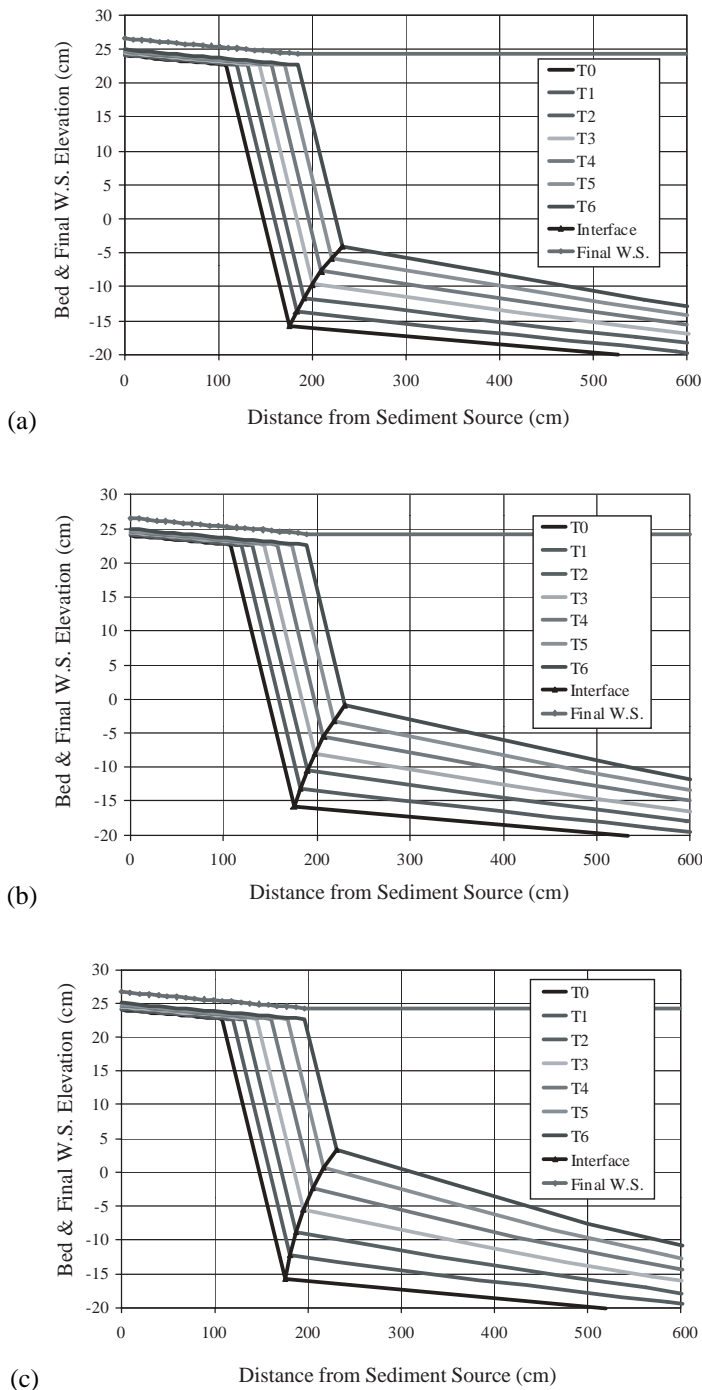 30
25
20
15
10
5
0
-5
-10
-15
-20
Bed & Final W.S. Elevation (cm)
T0
T1
T2
T3
T4
T5
T6
Interface
Final W.S.
0 100 200 300 400 500 600
Distance from Sediment Source (cm)
(a)
30
25
20
15
10
5
0
-5
-10
-15
-20
Bed & Final W.S. Elevation (cm)
T0
T1
T2
T3
T4
T5
T6
Interface
Final W.S.
0 100 200 300 400 500 600
Distance from Sediment Source (cm)
(b)
30
25
20
15
10
5
0
-5
-10
-15
-20
Bed & Final W.S. Elevation (cm)
T0
T1
T2
T3
T4
T5
T6
Interface
Final W.S.
0 100 200 300 400 500 600
Distance from Sediment Source (cm)
(c)